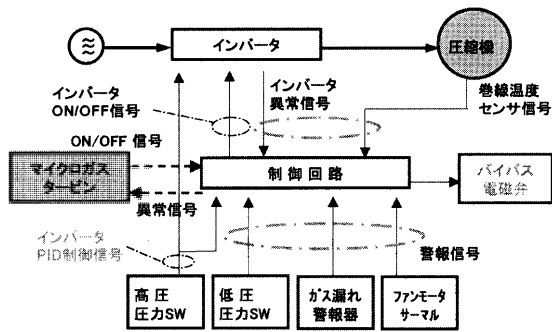 インバータ
圧縮機
インバータ
ON/OFF信号
インバータ
異常信号
巻線温度
センサ信号
ON/OFF 信号
マイクロガス
タービン
制御回路
バイパス
電磁弁
異常信号
インバータ
PID制御信号
警報信号
高圧
圧力SW
低圧
圧力SW
ガス漏れ
警報器
ファンモータ
サーマル